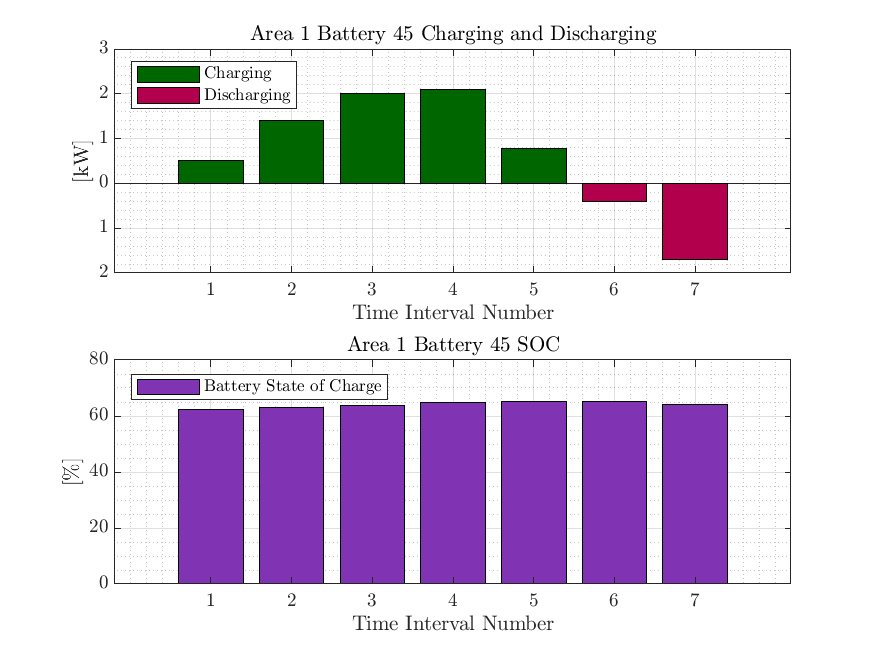 Area 1 Battery 45 Charging and Discharging
3
2
1
0
1
2
[kW]
Charging
Discharging
1 2 3 4 5 6 7
Time Interval Number
Area 1 Battery 45 SOC
80
60
40
20
0
[%]
Battery State of Charge
1 2 3 4 5 6 7
Time Interval Number